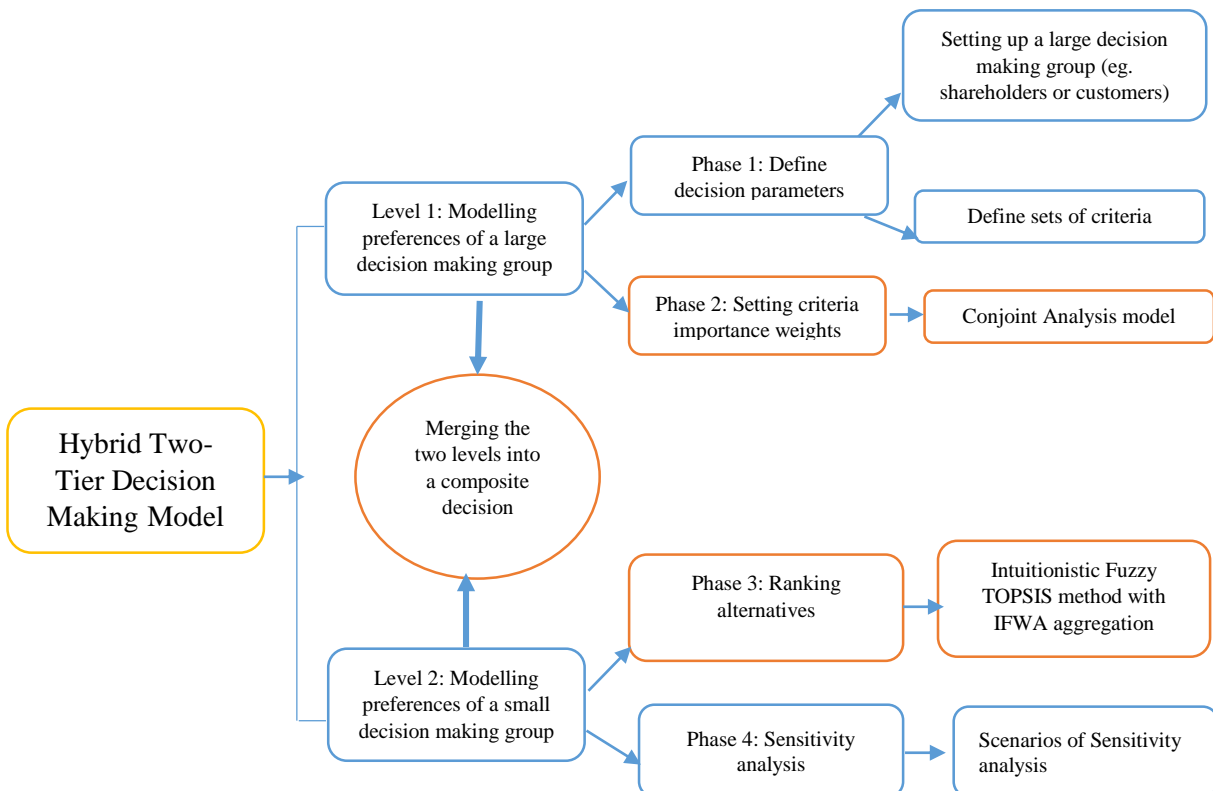 Setting up a large decision
making group (eg.
shareholders or customers)
Phase 1: Define
decision parameters
Level 1: Modelling
preferences of a large
decision making group
Define sets of criteria
Phase 2: Setting criteria
importance weights
Conjoint Analysis model
Hybrid Two-
Tier Decision
Making Model
Merging the
two levels into
a composite
decision
Phase 3: Ranking
alternatives
Intuitionistic Fuzzy
TOPSIS method with
IFWA aggregation
Level 2: Modelling
preferences of a small
decision making group
Phase 4: Sensitivity
analysis
Scenarios of Sensitivity
analysis